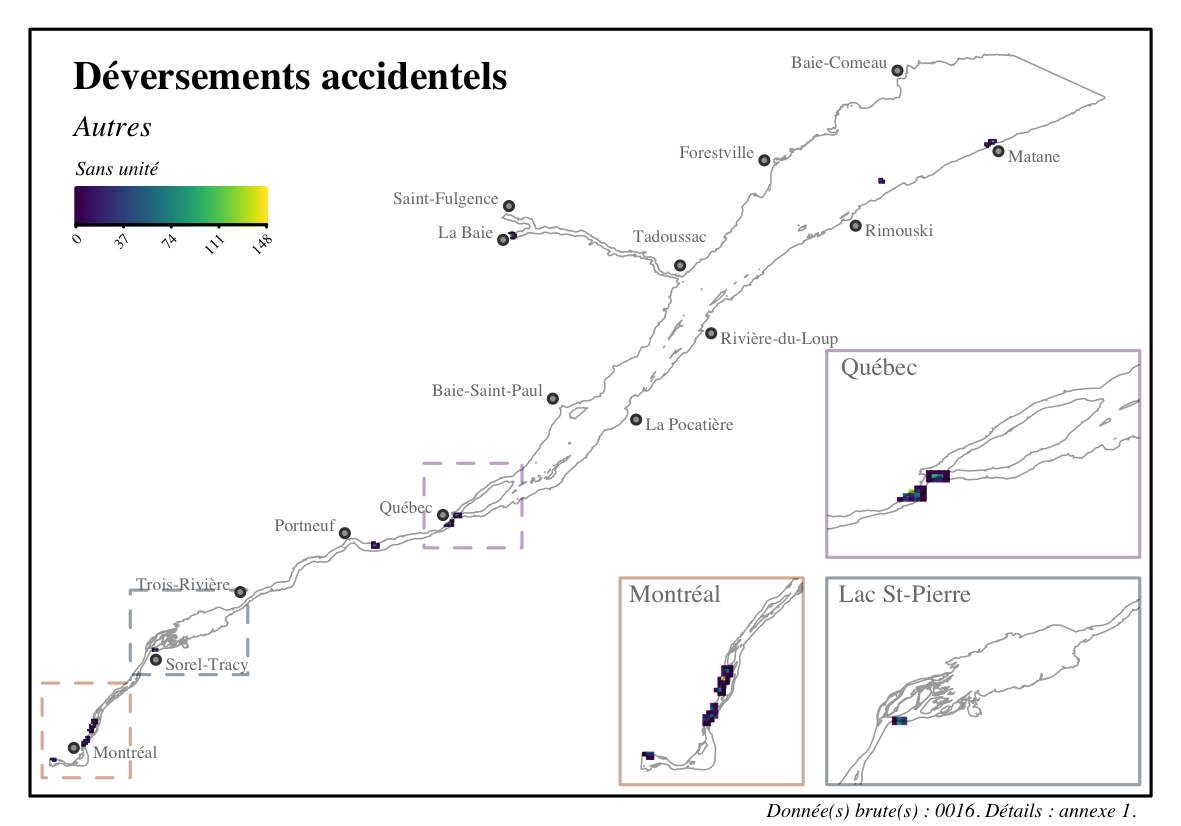 Déversements accidentels
Autres
Sans unité
0 37 74 111 148
Baie-Comeau
Forestville
Matane
Saint-Fulgence
La Baie
Tadoussac
Rimouski
Rivière-du-Loup
Québec
Baie-Saint-Paul
La Pocatière
Québec
Portneuf
Trois-Rivière
Montréal
Lac St-Pierre
Sorel-Tracy
Montréal
Donnée(s) brute(s) : 0016. Détails : annexe 1.